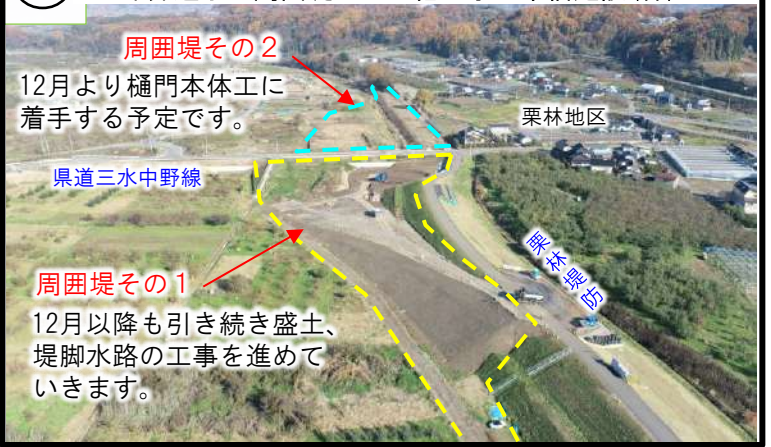 周囲堤その2
12月より樋門本体工に
着手する予定です。
栗林地区
県道三水中野線
栗林堤防
周囲堤その1
12月以降も引き続き盛土、
堤脚水路の工事を進めて
いきます。